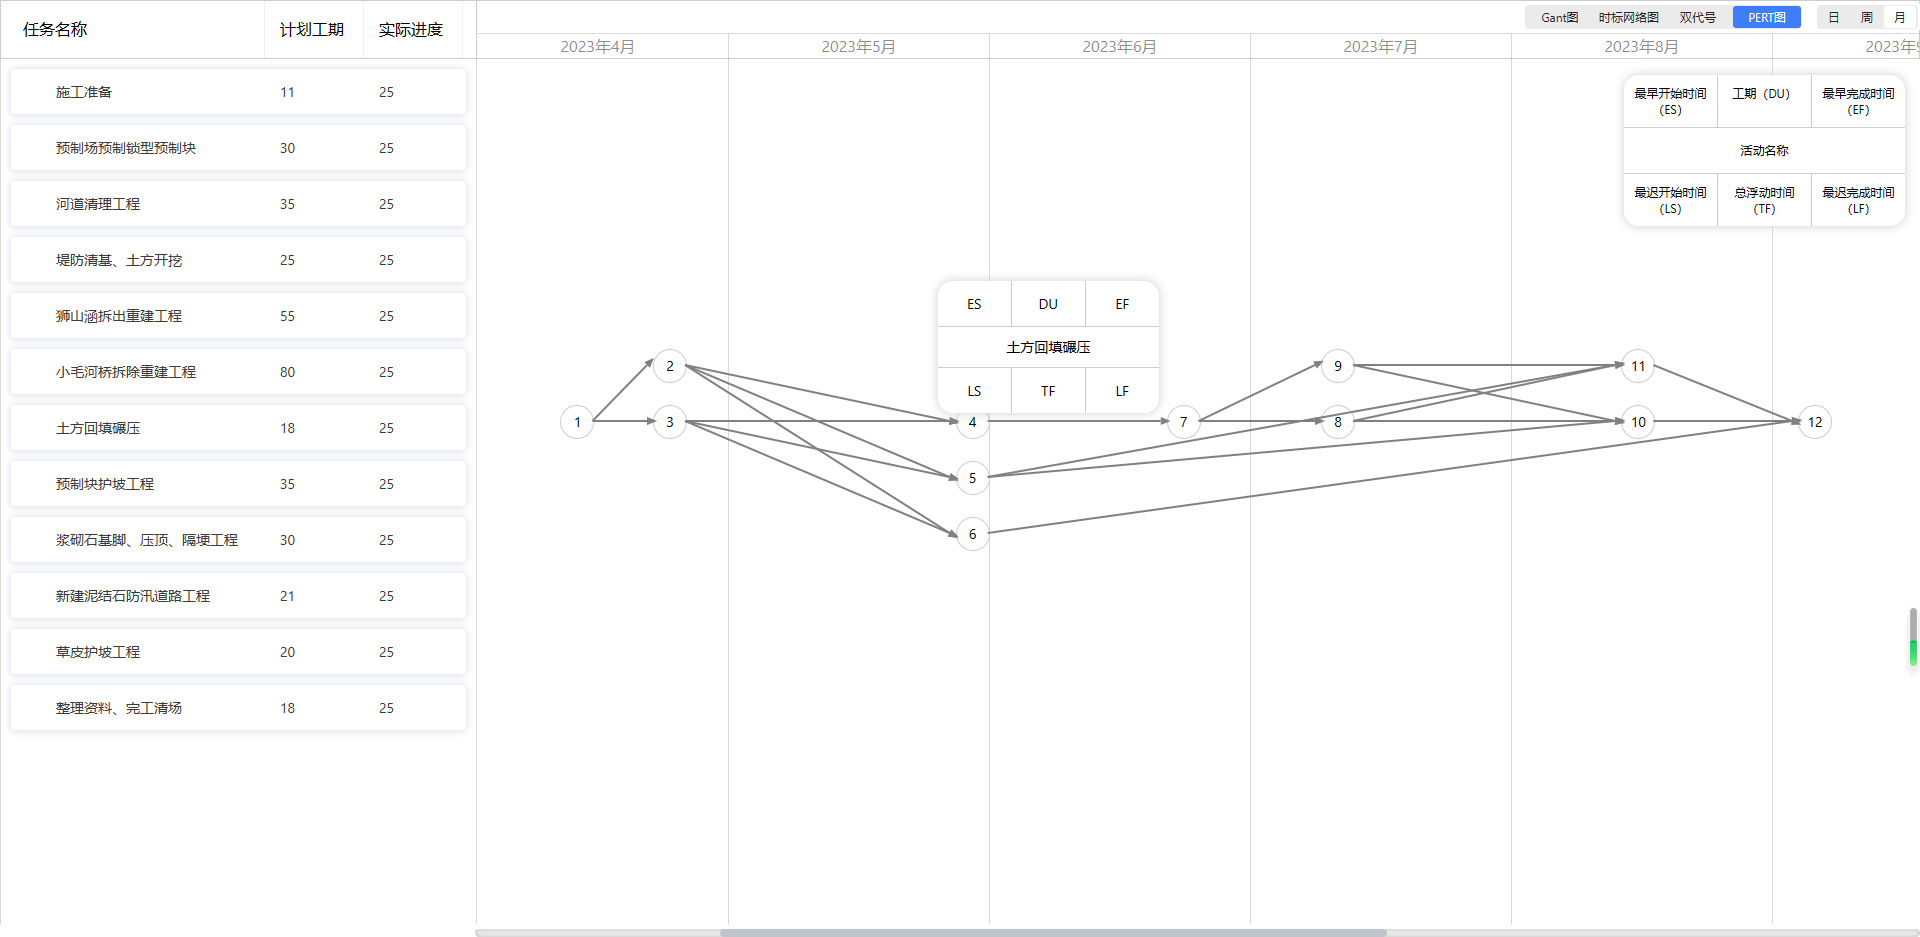 任务名称 计划工期 实际进度
Gant图 时标网络图 双代号 PERT图 日 周 月
2023年4月 2023年5月 2023年6月 2023年7月 2023年8月
施工准备 11 25
预制场预制锁型预制块 30 25
河道清理工程 35 25
堤防清基、土方开挖 25 25
狮山涵拆出重建工程 55 25
小毛河桥拆除重建工程 80 25
土方回填碾压 18 25
预制块护坡工程 35 25
浆砌石基脚、压顶、隔埂工程 30 25
新建泥结石防汛道路工程 21 25
草皮护坡工程 20 25
整理资料、完工清场 18 25
最早开始时间 工期（DU） 最早完成时间
（ES） （EF）
活动名称
最迟开始时间 总浮动时间 最迟完成时间
（LS） （TF） （LF）
ES DU EF
土方回填碾压
LS TF LF
2 9 11
1 3 4 7 8 10 12
5
6